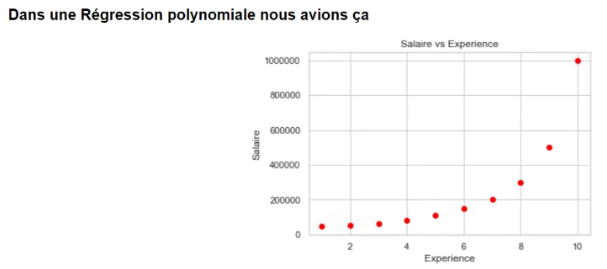 Dans une Régression polynomiale nous avions ça
Salaire vs Experience
1000000
800000
600000
400000
200000
0
Salaire
2 4 6 8 10
Experience